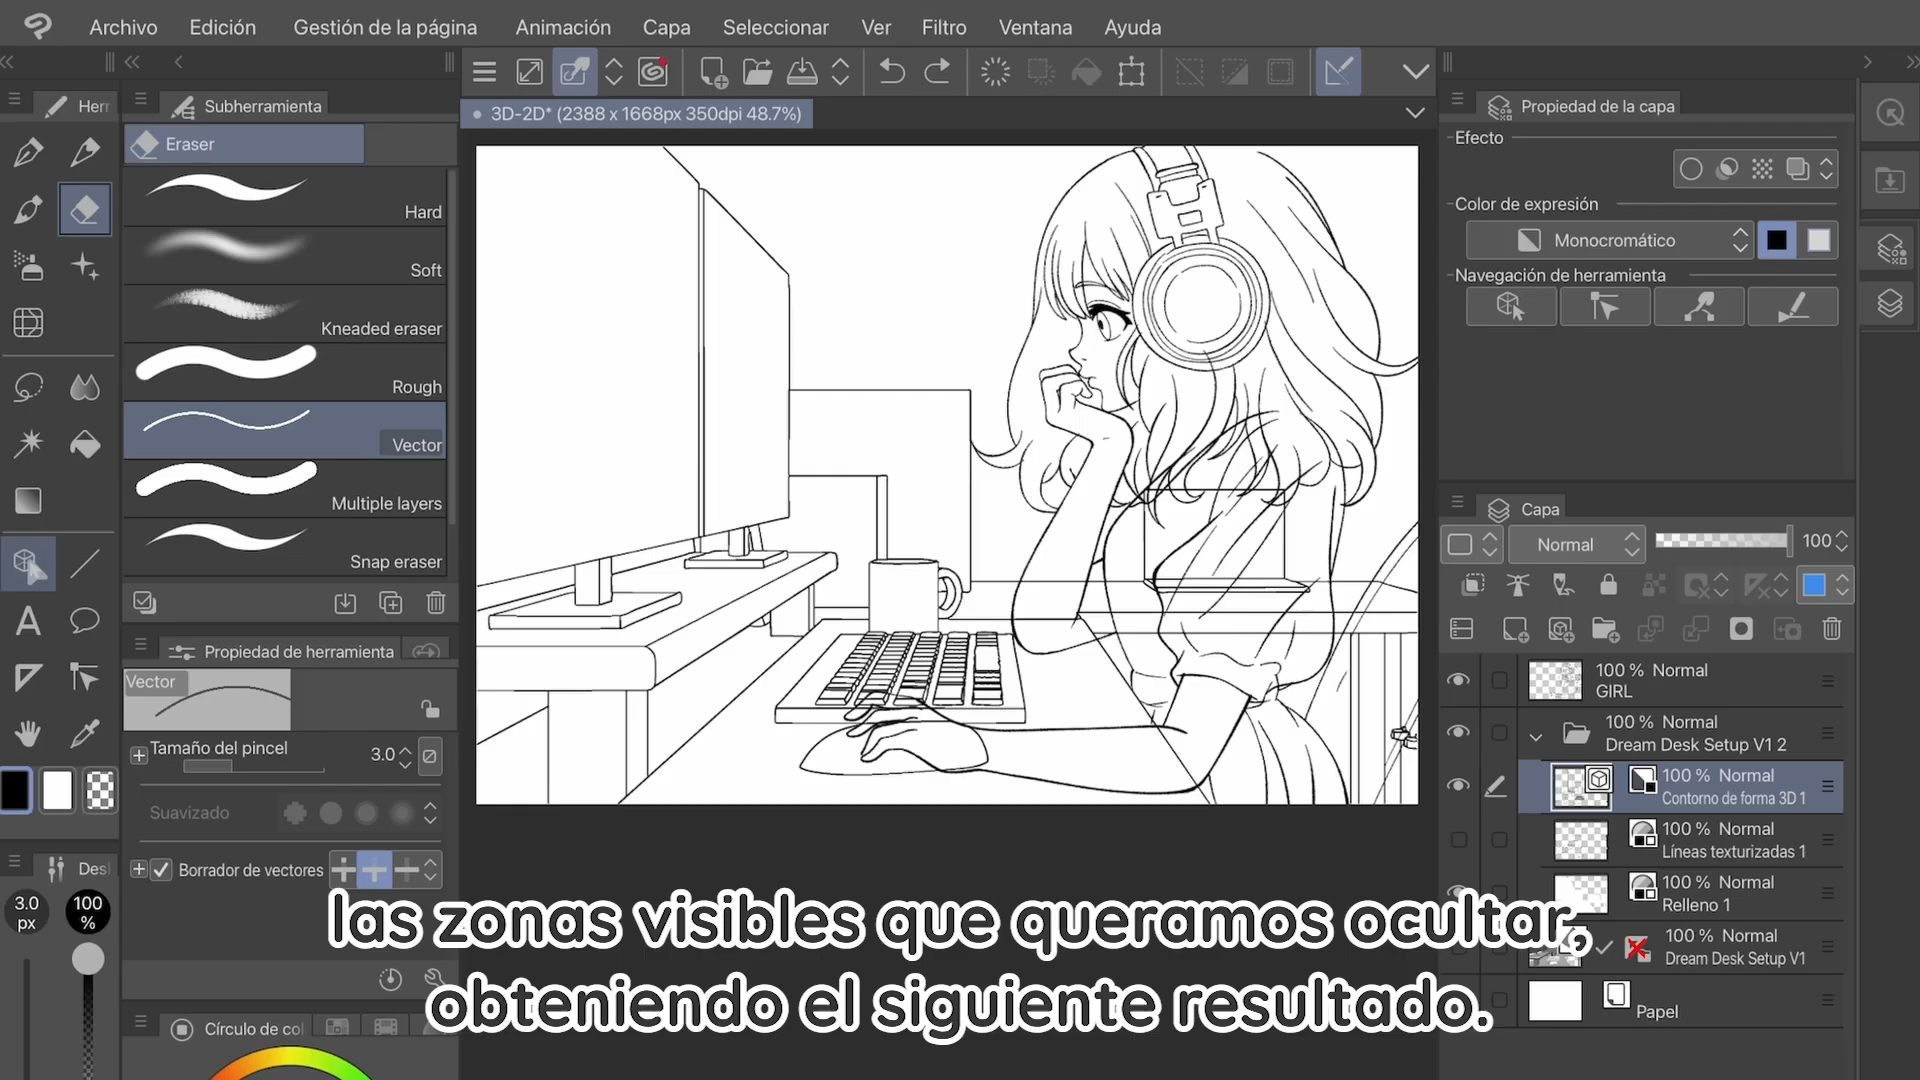 Archivo Edición Gestión de la página Animación Capa Seleccionar Ver Filtro Ventana Ayuda
Subherramienta
Eraser
Hard
Soft
Kneaded eraser
Rough
Vector
Multiple layers
Snap eraser
Propiedad de herramienta
Vector
Tamaño del pincel 3.0
Suavizado
Borrador de vectores
3.0 px
100 %
Círculo de col
3D-2D* (2388 x 1668px 350dpi 48.7%)
Propiedad de la capa
Efecto
Color de expresión
Monocromático
Navegación de herramienta
Capa
Normal 100
100 % Normal
GIRL
100 % Normal
Dream Desk Setup V1 2
100 % Normal
Contorno de forma 3D 1
100 % Normal
Líneas texturizadas 1
100 % Normal
Relleno 1
100 % Normal
Dream Desk Setup V1
Papel
las zonas visibles que queramos ocultar,
obteniendo el siguiente resultado.